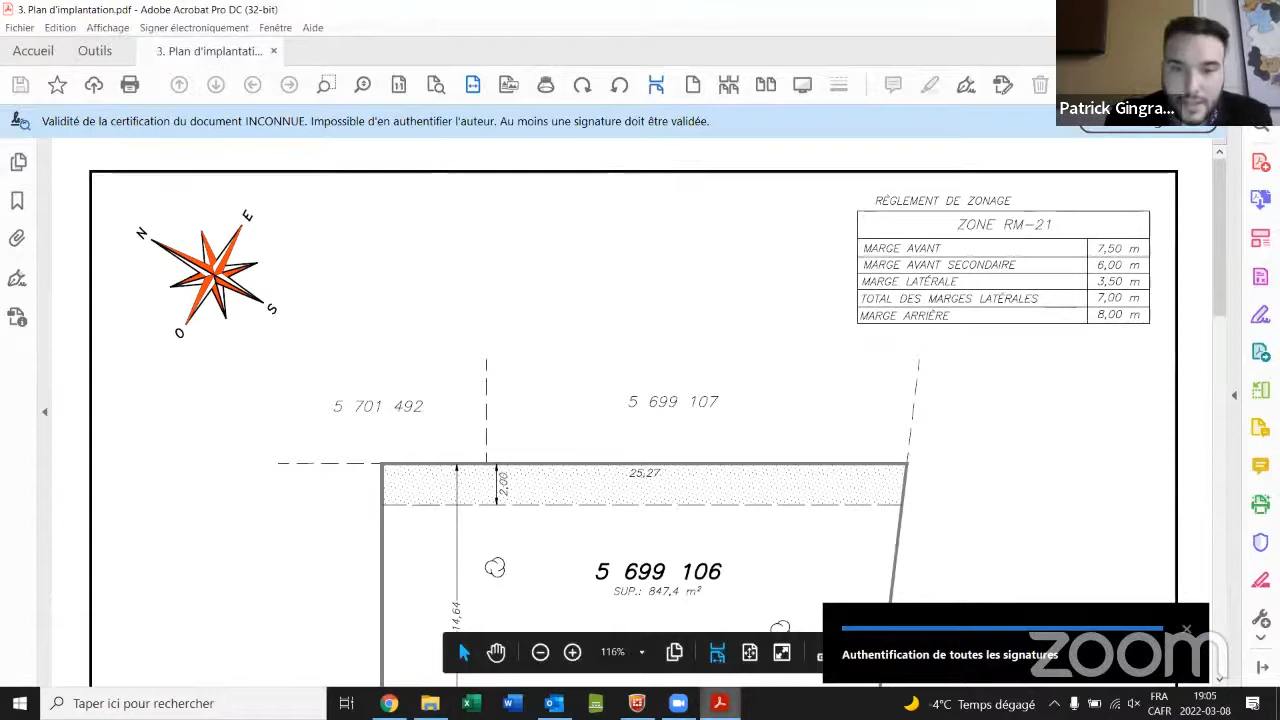 3. Plan d'implantation.pdf - Adobe Acrobat Pro DC (32-bit)
Fichier Edition Affichage Signer électroniquement Fenêtre Aide
Accueil Outils 3. Plan d'implantati... ×
Patrick Gingra...
Validité de la certification du document INCONNUE. Impossible d'en vérifier l'auteur. Au moins une signature doit être validée.
RÈGLEMENT DE ZONAGE
ZONE RM-21
MARGE AVANT 7,50 m
MARGE AVANT SECONDAIRE 6,00 m
MARGE LATÉRALE 3,50 m
TOTAL DES MARGES LATÉRALES 7,00 m
MARGE ARRIÈRE 8,00 m
N
E
S
O
5 701 492
5 699 107
25,27
2,00
5 699 106
SUP.: 847,4 m²
14,64
116%
Authentification de toutes les signatures
zoom
Taper ici pour rechercher
-4°C Temps dégagé
FRA
CAFR
19:05
2022-03-08